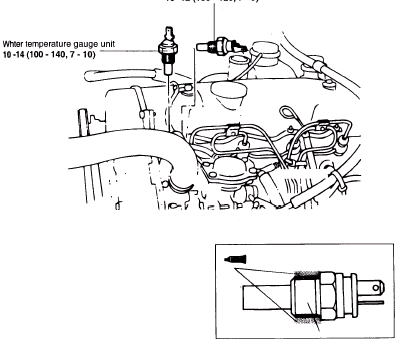 Whter temperature gauge unit
10 -14 (100 - 140, 7 - 10)